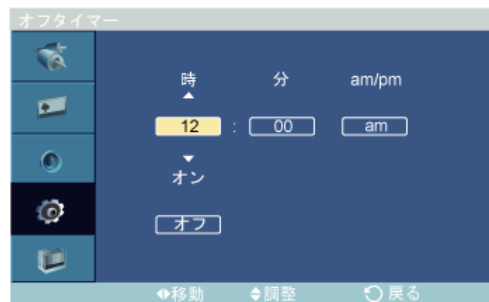 オフタイマー
時 分 am/pm
12 : 00 am
オン
オフ
移動 調整 戻る